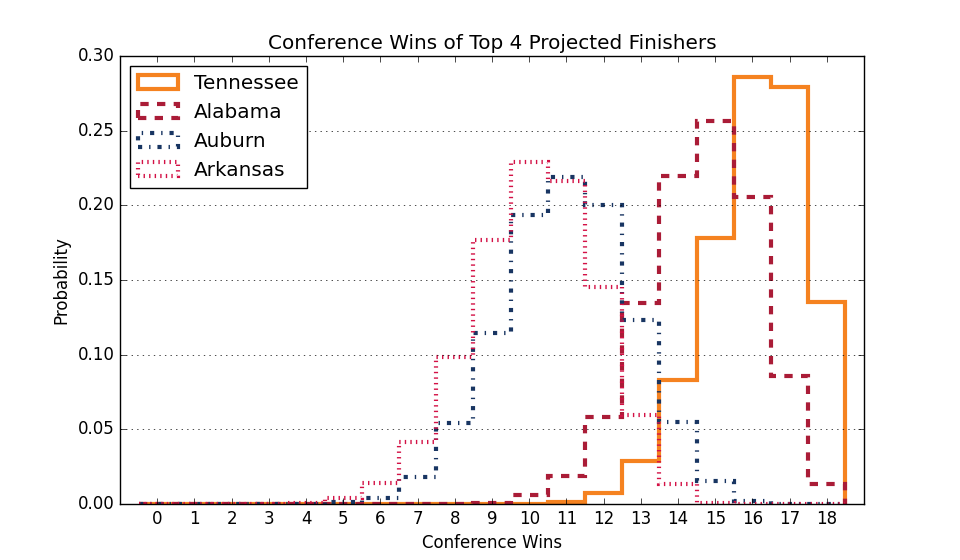 Conference Wins of Top 4 Projected Finishers
0.30
0.25
0.20
0.15
0.10
0.05
0.00
Probability
Tennessee
Alabama
Auburn
Arkansas
0 1 2 3 4 5 6 7 8 9 10 11 12 13 14 15 16 17 18
Conference Wins